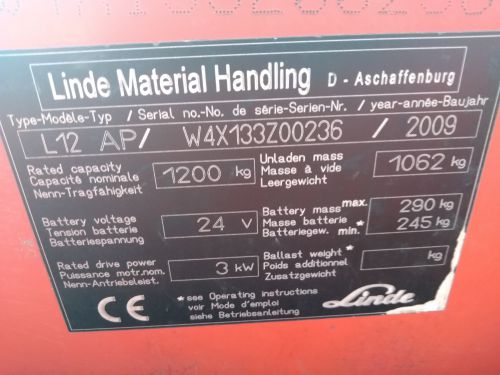 Linde Material Handling D - Aschaffenburg
Type-Modèle-Typ / Serial no.-No. de série-Serien-Nr. / year-année-Baujahr
L12 AP/ W4X133Z00236 / 2009
Rated capacity
Capacité nominale
Nenn-Tragfähigkeit
1200 kg
Unladen mass
Masse à vide
Leergewicht
1062 kg
Battery voltage
Tension batterie
Batteriespannung
24 V
Battery mass max. 290 kg
Masse batterie
Batteriegew. min. * 245 kg
Rated drive power
Puissance motr.nom.
Nenn-Antriebsleist.
3 kW
Ballast weight *
Poids additionnel
Zusatzgewicht
kg
CE
* see Operating instructions
voir Mode d'emploi
siehe Betriebsanleitung
Linde